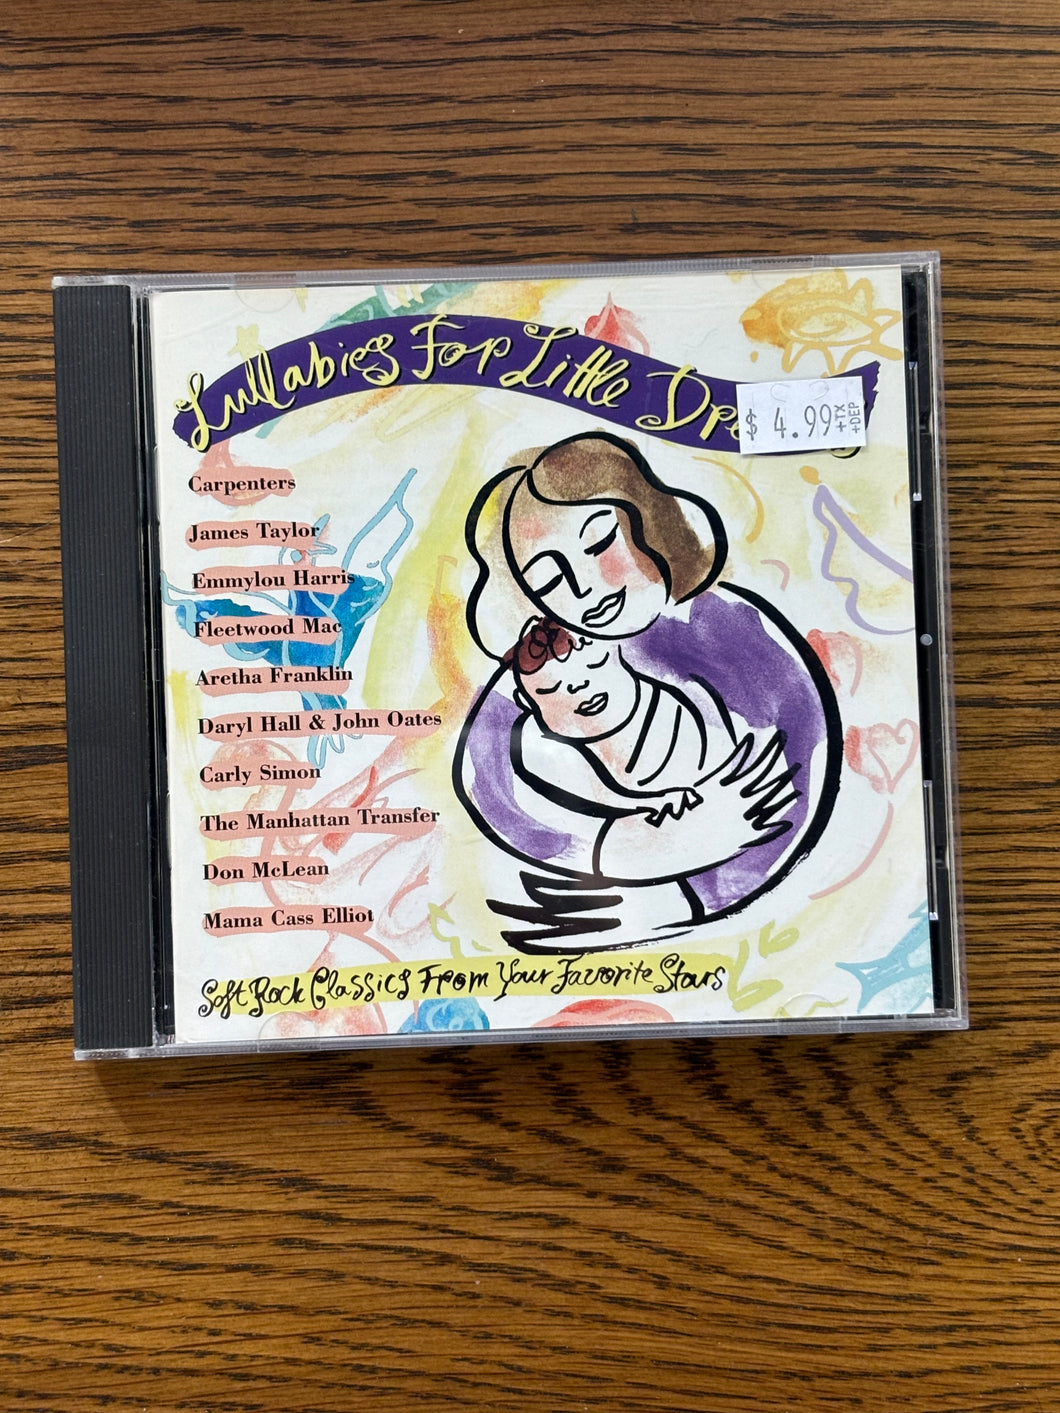 Lullabies For Little Dre
$ 4.99 +TX +DEP
Carpenters
James Taylor
Emmylou Harris
Fleetwood Mac
Aretha Franklin
Daryl Hall & John Oates
Carly Simon
The Manhattan Transfer
Don McLean
Mama Cass Elliot
Soft Rock Classics From Your Favorite Stars